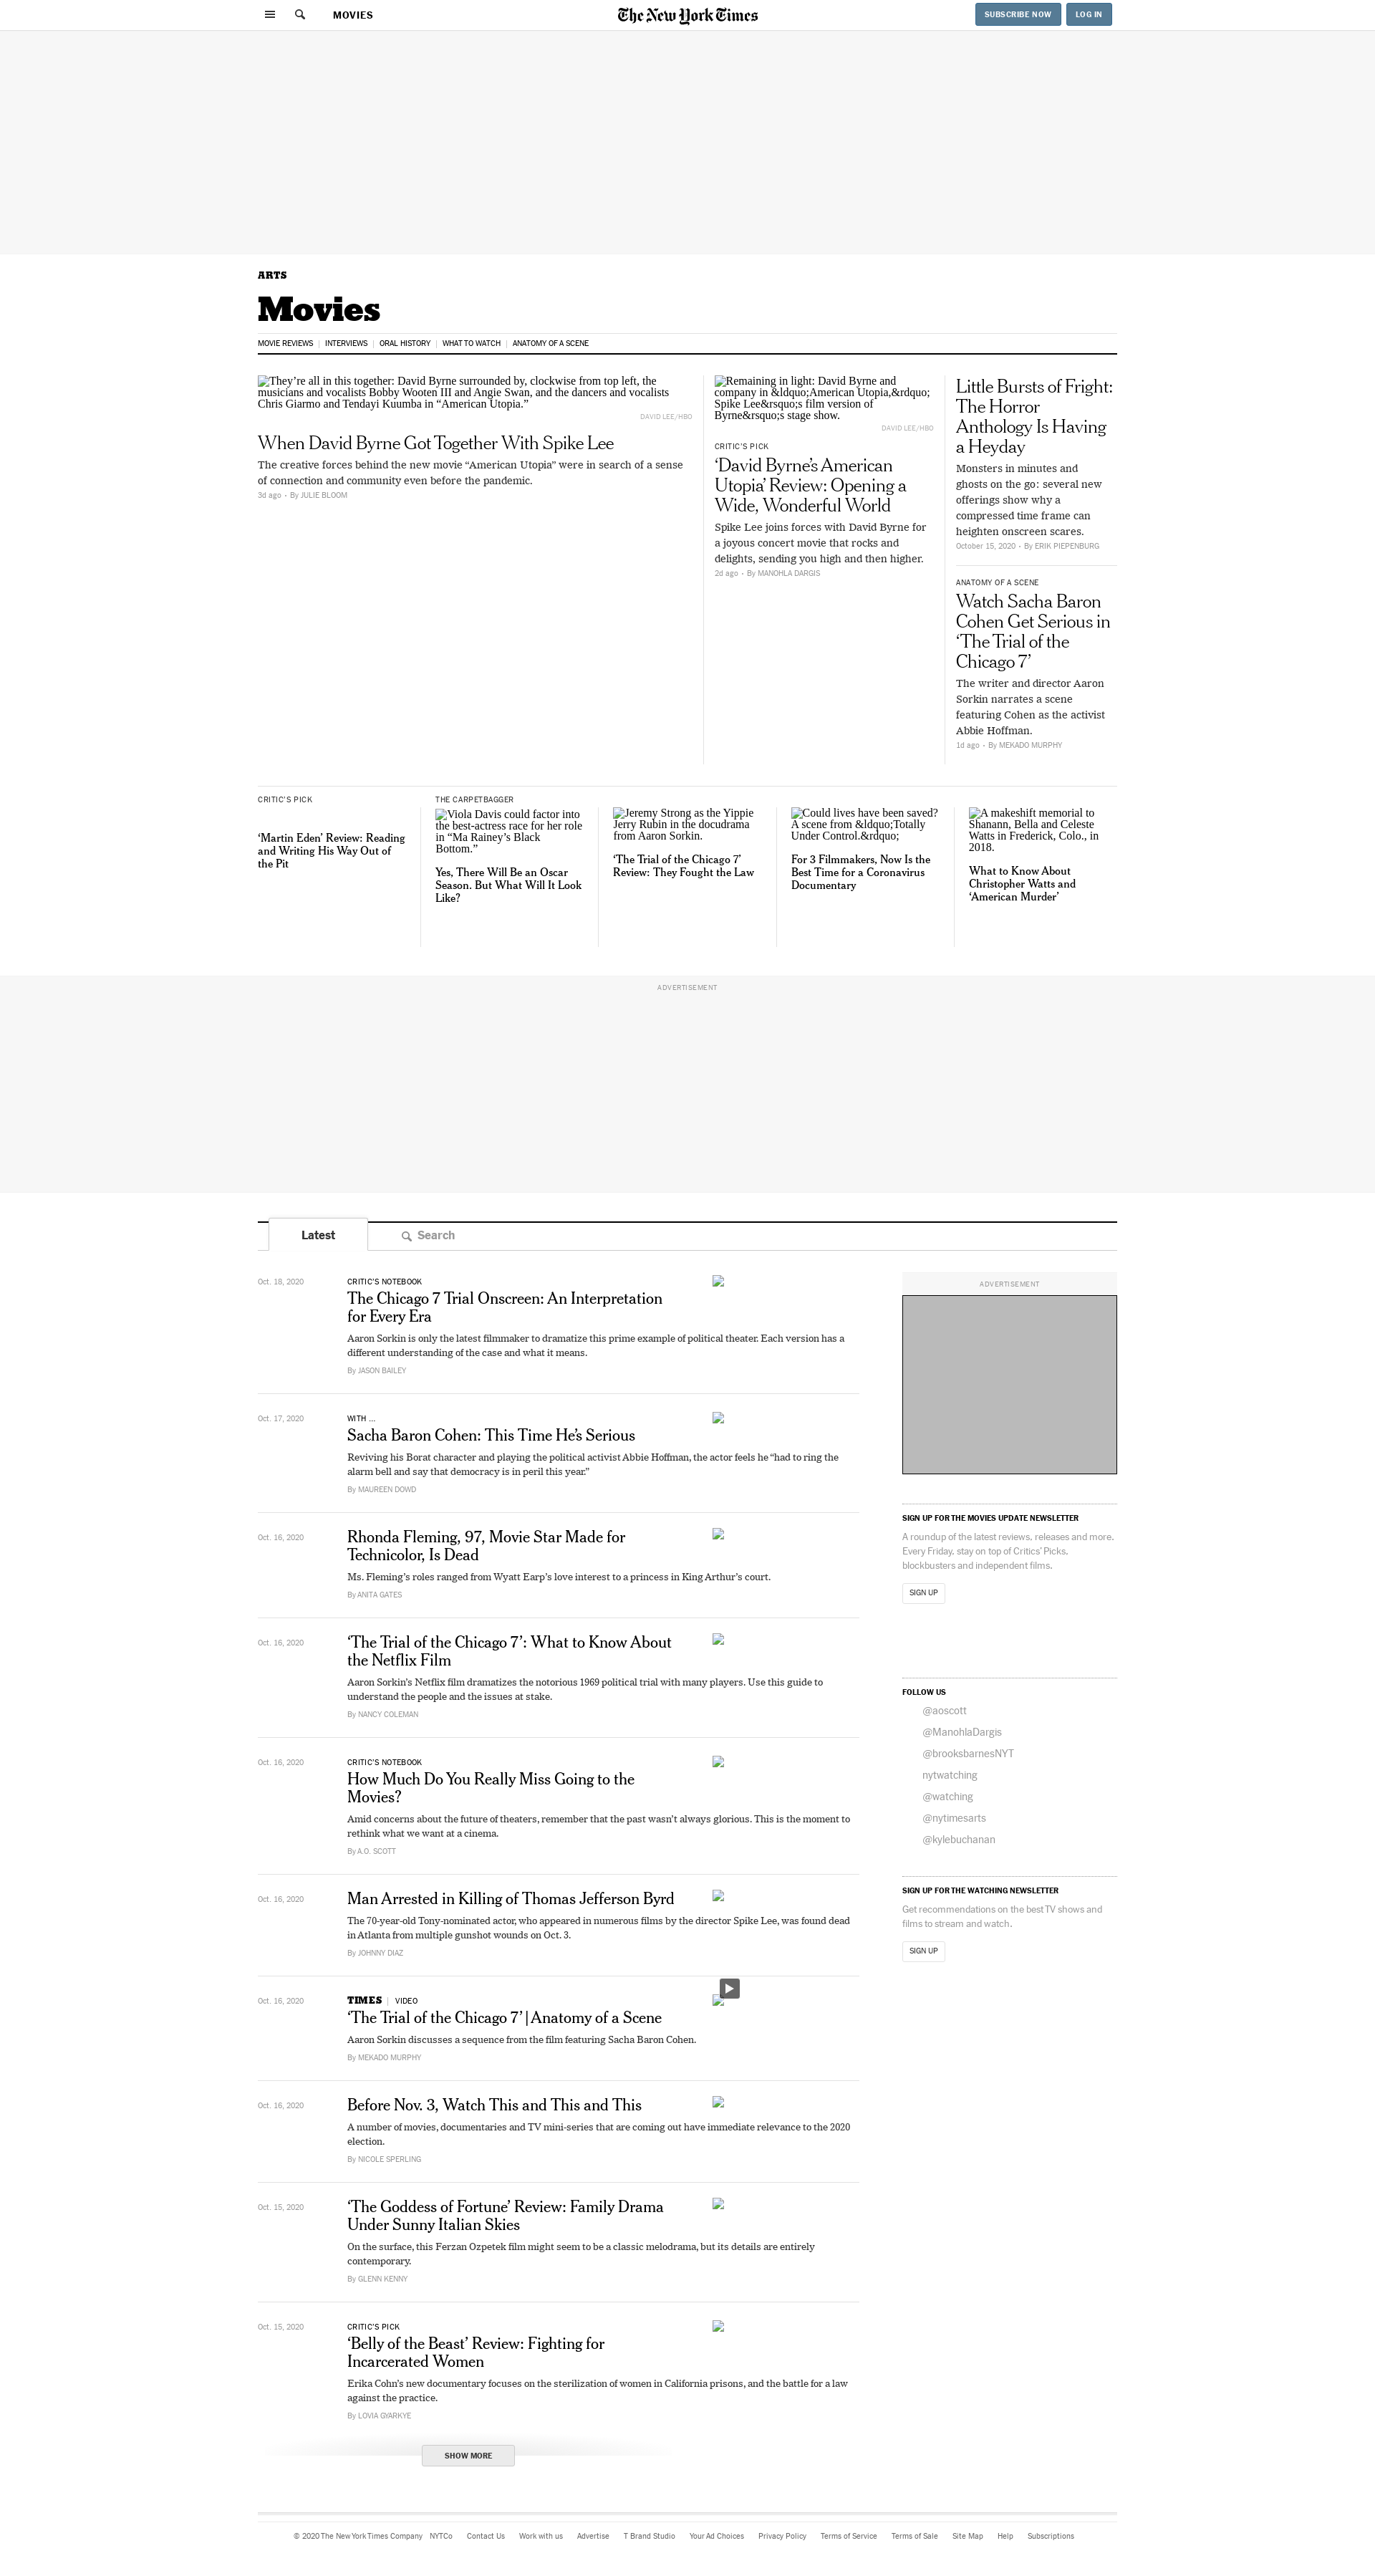 MOVIES
The New York Times
SUBSCRIBE NOW
LOG IN
ARTS
Movies
MOVIE REVIEWS | INTERVIEWS | ORAL HISTORY | WHAT TO WATCH | ANATOMY OF A SCENE
They’re all in this together: David Byrne surrounded by, clockwise from top left, the
musicians and vocalists Bobby Wooten III and Angie Swan, and the dancers and vocalists
Chris Giarmo and Tendayi Kuumba in “American Utopia.”
DAVID LEE/HBO
When David Byrne Got Together With Spike Lee
The creative forces behind the new movie “American Utopia” were in search of a sense
of connection and community even before the pandemic.
3d ago • By JULIE BLOOM
Remaining in light: David Byrne and
company in &ldquo;American Utopia,&rdquo;
Spike Lee&rsquo;s film version of
Byrne&rsquo;s stage show.
DAVID LEE/HBO
CRITIC’S PICK
‘David Byrne’s American
Utopia’ Review: Opening a
Wide, Wonderful World
Spike Lee joins forces with David Byrne for
a joyous concert movie that rocks and
delights, sending you high and then higher.
2d ago • By MANOHLA DARGIS
Little Bursts of Fright:
The Horror
Anthology Is Having
a Heyday
Monsters in minutes and
ghosts on the go: several new
offerings show why a
compressed time frame can
heighten onscreen scares.
October 15, 2020 • By ERIK PIEPENBURG
ANATOMY OF A SCENE
Watch Sacha Baron
Cohen Get Serious in
‘The Trial of the
Chicago 7’
The writer and director Aaron
Sorkin narrates a scene
featuring Cohen as the activist
Abbie Hoffman.
1d ago • By MEKADO MURPHY
CRITIC’S PICK
‘Martin Eden’ Review: Reading
and Writing His Way Out of
the Pit
THE CARPETBAGGER
Viola Davis could factor into
the best-actress race for her role
in “Ma Rainey’s Black
Bottom.”
Yes, There Will Be an Oscar
Season. But What Will It Look
Like?
Jeremy Strong as the Yippie
Jerry Rubin in the docudrama
from Aaron Sorkin.
‘The Trial of the Chicago 7’
Review: They Fought the Law
Could lives have been saved?
A scene from &ldquo;Totally
Under Control.&rdquo;
For 3 Filmmakers, Now Is the
Best Time for a Coronavirus
Documentary
A makeshift memorial to
Shanann, Bella and Celeste
Watts in Frederick, Colo., in
2018.
What to Know About
Christopher Watts and
‘American Murder’
ADVERTISEMENT
Latest
Search
Oct. 18, 2020
CRITIC’S NOTEBOOK
The Chicago 7 Trial Onscreen: An Interpretation
for Every Era
Aaron Sorkin is only the latest filmmaker to dramatize this prime example of political theater. Each version has a
different understanding of the case and what it means.
By JASON BAILEY
Oct. 17, 2020
WITH ...
Sacha Baron Cohen: This Time He’s Serious
Reviving his Borat character and playing the political activist Abbie Hoffman, the actor feels he “had to ring the
alarm bell and say that democracy is in peril this year.”
By MAUREEN DOWD
Oct. 16, 2020
Rhonda Fleming, 97, Movie Star Made for
Technicolor, Is Dead
Ms. Fleming’s roles ranged from Wyatt Earp’s love interest to a princess in King Arthur’s court.
By ANITA GATES
Oct. 16, 2020
‘The Trial of the Chicago 7’: What to Know About
the Netflix Film
Aaron Sorkin’s Netflix film dramatizes the notorious 1969 political trial with many players. Use this guide to
understand the people and the issues at stake.
By NANCY COLEMAN
Oct. 16, 2020
CRITIC’S NOTEBOOK
How Much Do You Really Miss Going to the
Movies?
Amid concerns about the future of theaters, remember that the past wasn’t always glorious. This is the moment to
rethink what we want at a cinema.
By A.O. SCOTT
Oct. 16, 2020
Man Arrested in Killing of Thomas Jefferson Byrd
The 70-year-old Tony-nominated actor, who appeared in numerous films by the director Spike Lee, was found dead
in Atlanta from multiple gunshot wounds on Oct. 3.
By JOHNNY DIAZ
Oct. 16, 2020
TIMES | VIDEO
‘The Trial of the Chicago 7’ | Anatomy of a Scene
Aaron Sorkin discusses a sequence from the film featuring Sacha Baron Cohen.
By MEKADO MURPHY
Oct. 16, 2020
Before Nov. 3, Watch This and This and This
A number of movies, documentaries and TV mini-series that are coming out have immediate relevance to the 2020
election.
By NICOLE SPERLING
Oct. 15, 2020
‘The Goddess of Fortune’ Review: Family Drama
Under Sunny Italian Skies
On the surface, this Ferzan Ozpetek film might seem to be a classic melodrama, but its details are entirely
contemporary.
By GLENN KENNY
Oct. 15, 2020
CRITIC’S PICK
‘Belly of the Beast’ Review: Fighting for
Incarcerated Women
Erika Cohn’s new documentary focuses on the sterilization of women in California prisons, and the battle for a law
against the practice.
By LOVIA GYARKYE
SHOW MORE
ADVERTISEMENT
SIGN UP FOR THE MOVIES UPDATE NEWSLETTER
A roundup of the latest reviews, releases and more.
Every Friday, stay on top of Critics’ Picks,
blockbusters and independent films.
SIGN UP
FOLLOW US
@aoscott
@ManohlaDargis
@brooksbarnesNYT
nytwatching
@watching
@nytimesarts
@kylebuchanan
SIGN UP FOR THE WATCHING NEWSLETTER
Get recommendations on the best TV shows and
films to stream and watch.
SIGN UP
© 2020 The New York Times Company NYTCo Contact Us Work with us Advertise T Brand Studio Your Ad Choices Privacy Policy Terms of Service Terms of Sale Site Map Help Subscriptions